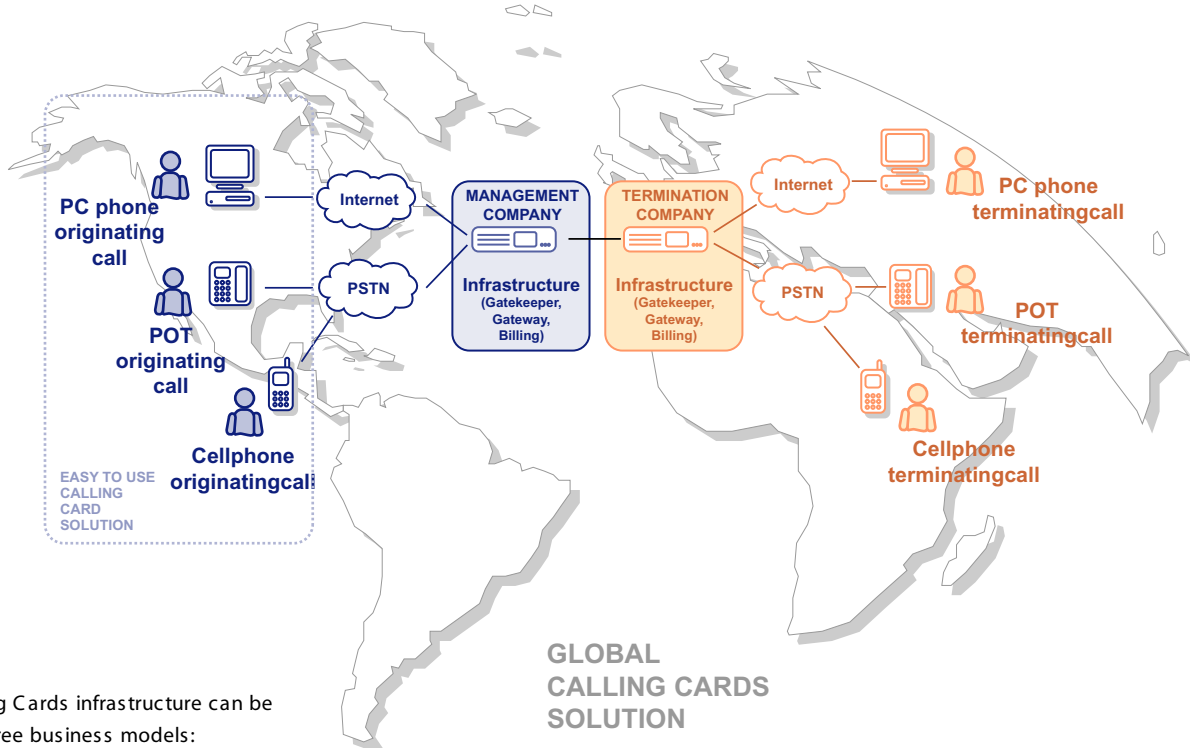 PC phone
originating
call
POT
originating
call
Cellphone
originatingcall
EASY TO USE
CALLING
CARD
SOLUTION
Internet
PSTN
MANAGEMENT
COMPANY
Infrastructure
(Gatekeeper,
Gateway,
Billing)
TERMINATION
COMPANY
Infrastructure
(Gatekeeper,
Gateway,
Billing)
Internet
PSTN
PC phone
terminatingcall
POT
terminatingcall
Cellphone
terminatingcall
GLOBAL
CALLING CARDS
SOLUTION
g Cards infrastructure can be
ree business models: